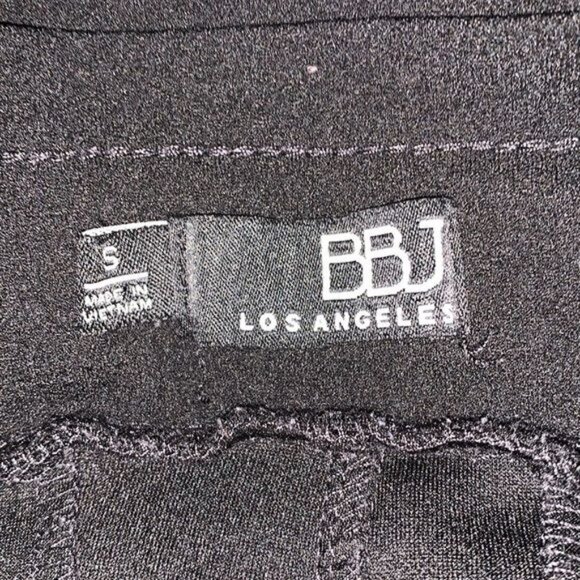 S
MADE IN
VIETNAM
BBJ
LOS ANGELES